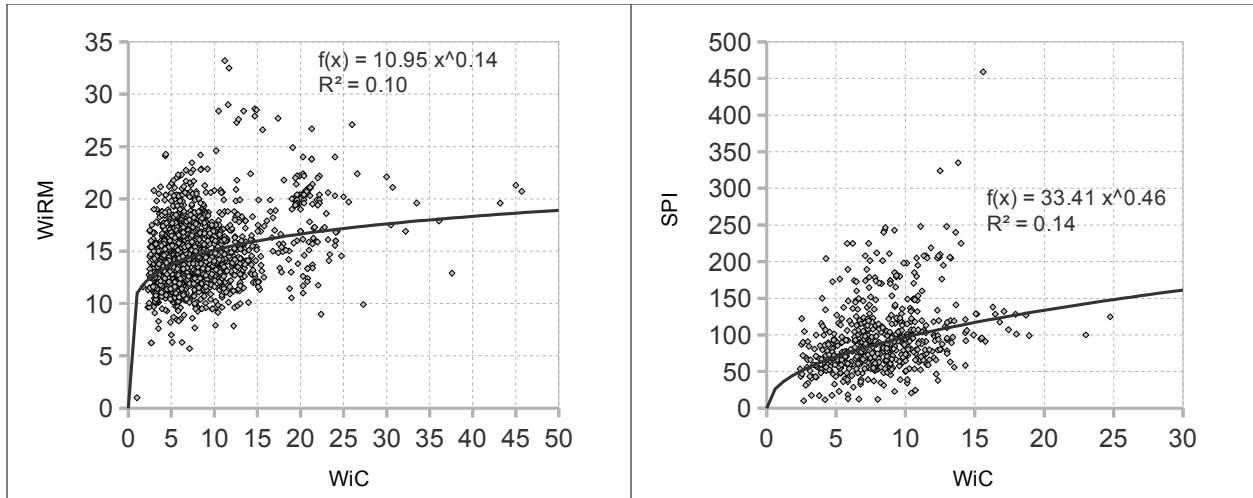 35
30
25
20
15
10
5
0
WiRM
f(x) = 10.95 x^0.14
R² = 0.10
0 5 10 15 20 25 30 35 40 45 50
WiC
500
450
400
350
300
250
200
150
100
50
0
SPI
f(x) = 33.41 x^0.46
R² = 0.14
0 5 10 15 20 25 30
WiC